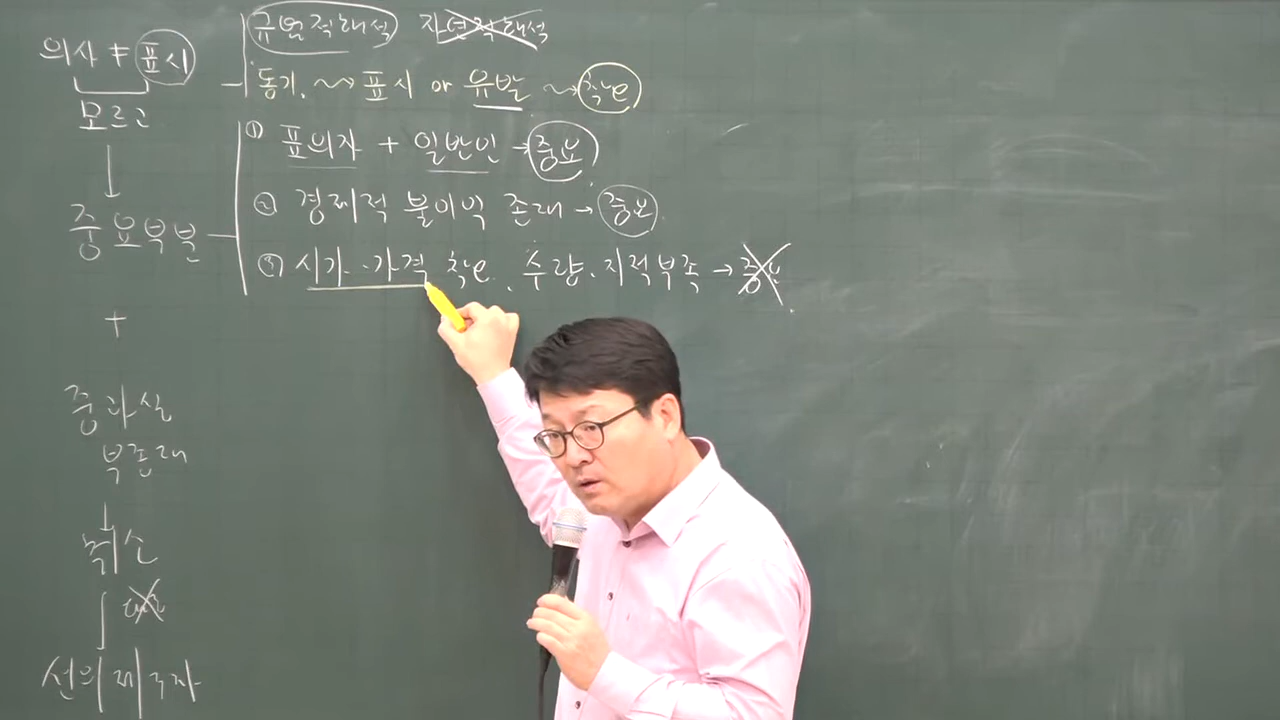 의사 ≠ 표시
모르고
↓
중요부분
+
중과실
부존재
↓
취소
선의 제3자
규범적해석 자연적해석
동기. ~> 표시 or 유발 ~> 착e
① 표의자 + 일반인 → 중요
② 경제적 불이익 존재 → 중요
③ 시가·가격 착e. 수량·지적부족 → 중요